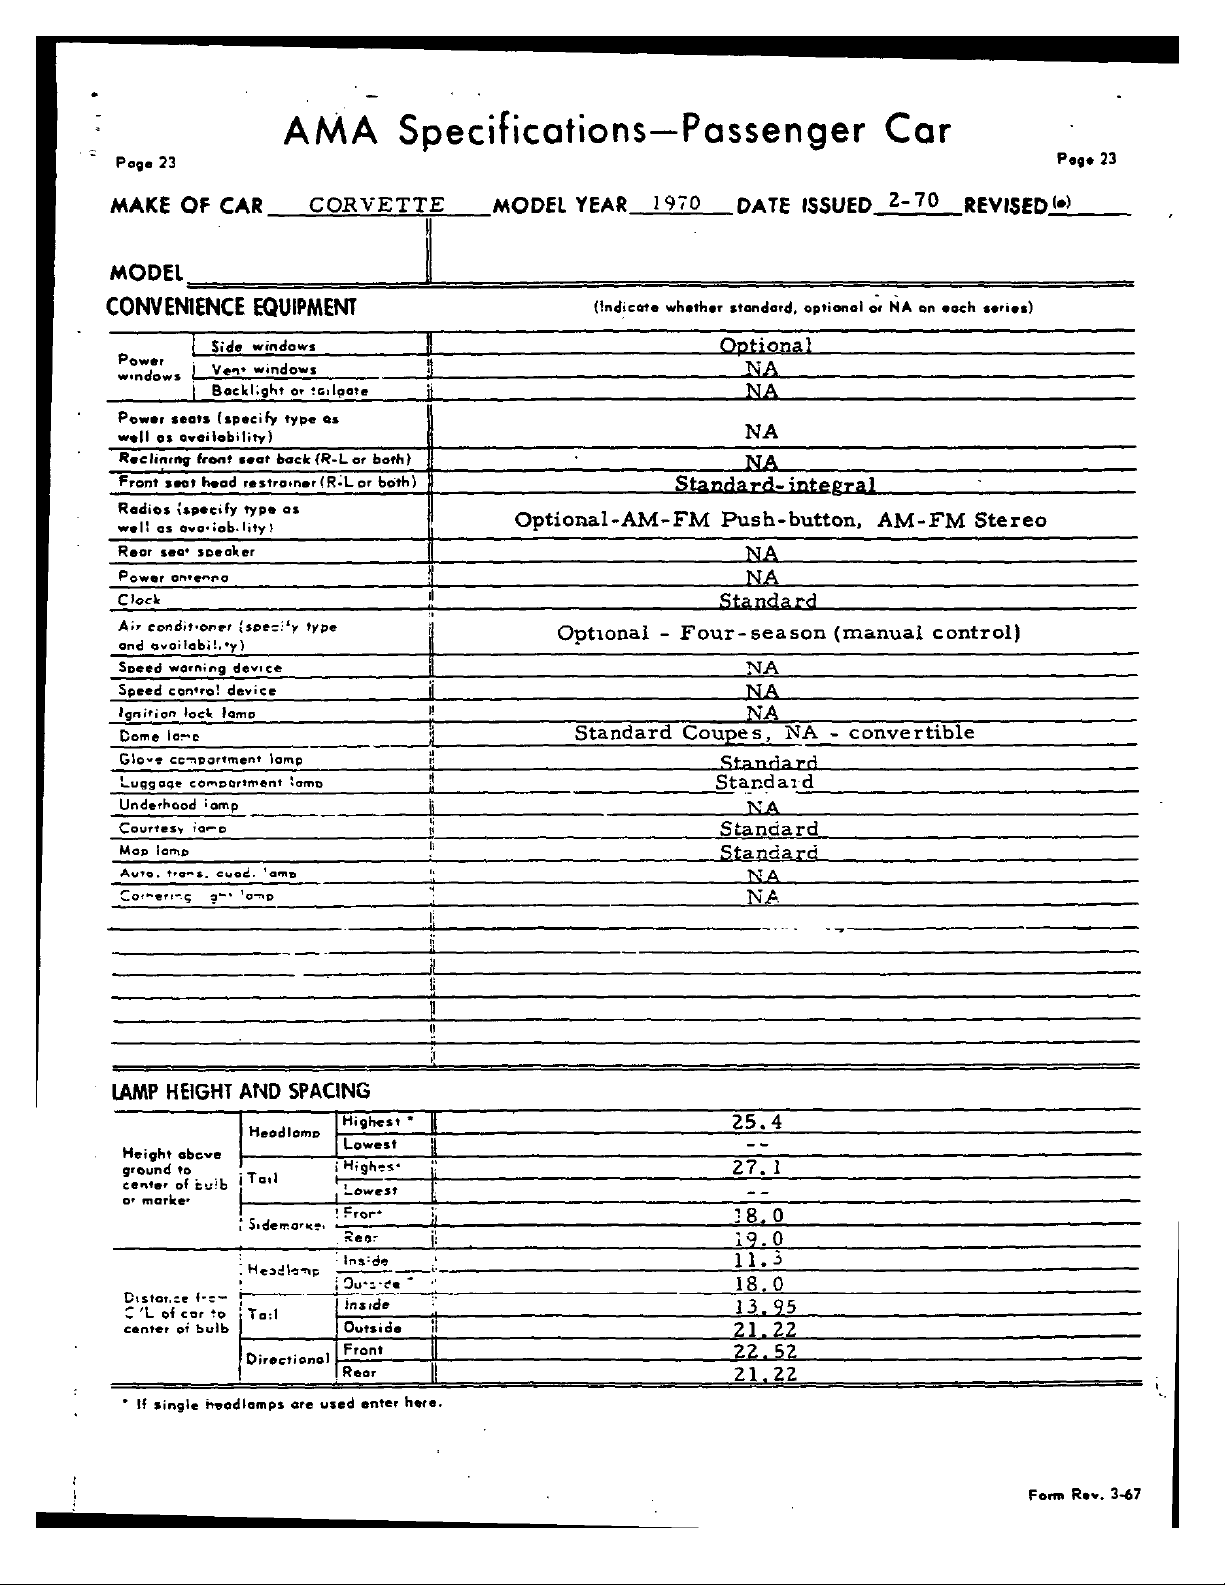 AMA Specifications—Passenger Car
Page 23 Page 23
MAKE OF CAR CORVETTE MODEL YEAR 1970 DATE ISSUED 2-70 REVISED (•)
MODEL
CONVENIENCE EQUIPMENT (Indicate whether standard, optional or NA on each series)
Power windows Side windows Optional
Vent windows NA
Backlight or tailgate NA
Power seats (specify type as
well as availability) NA
Reclining front seat back (R-L or both) NA
Front seat head restrainer (R-L or both) Standard-integral
Radios (specify type as
well as availability) Optional-AM-FM Push-button, AM-FM Stereo
Rear seat speaker NA
Power antenna NA
Clock Standard
Air conditioner (specify type
and availability) Optional - Four-season (manual control)
Speed warning device NA
Speed control device NA
Ignition lock lamp NA
Dome lamp Standard Coupes, NA - convertible
Glove compartment lamp Standard
Luggage compartment lamp Standard
Underhood lamp NA
Courtesy lamp Standard
Map lamp Standard
Auto. trans. quad. lamp NA
Cornering light lamp NA
LAMP HEIGHT AND SPACING
Height above
ground to
center of bulb
or marker
Headlamp Highest * 25.4
Lowest --
Tail Highest 27.1
Lowest --
Sidemarker Front 18.0
Rear 19.0
Distance from
C/L of car to
center of bulb
Headlamp Inside 11.3
Outside * 18.0
Tail Inside 13.95
Outside 21.22
Directional Front 22.52
Rear 21.22
* If single headlamps are used enter here.
Form Rev. 3-67